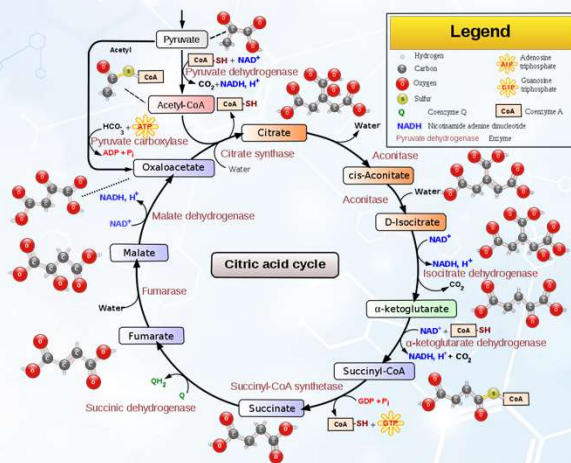 Pyruvate
Acetyl
CoA
CoA-SH + NAD+
Pyruvate dehydrogenase
CO2+NADH, H+
Acetyl-CoA
CoA-SH
HCO3- + ATP
Pyruvate carboxylase
ADP + Pi
Oxaloacetate
Citrate
Citrate synthase
Water
Water
Aconitase
cis-Aconitate
Aconitase
Water
D-Isocitrate
NAD+
NADH, H+
Isocitrate dehydrogenase
CO2
α-ketoglutarate
NAD+ + CoA-SH
α-ketoglutarate dehydrogenase
NADH, H+ + CO2
Succinyl-CoA
S CoA
Succinyl-CoA synthetase
GDP + Pi
CoA-SH + GTP
Succinate
QH2
Q
Succinic dehydrogenase
Fumarate
Water
Fumarase
Malate
NADH, H+
NAD+
Malate dehydrogenase
Citric acid cycle
Legend
Hydrogen
Carbon
Oxygen
S Sulfur
Q Coenzyme Q
NADH Nicotinamide adenine dinucleotide
Pyruvate dehydrogenase Enzyme
ATP Adenosine triphosphate
GTP Guanosine triphosphate
CoA Coenzyme A